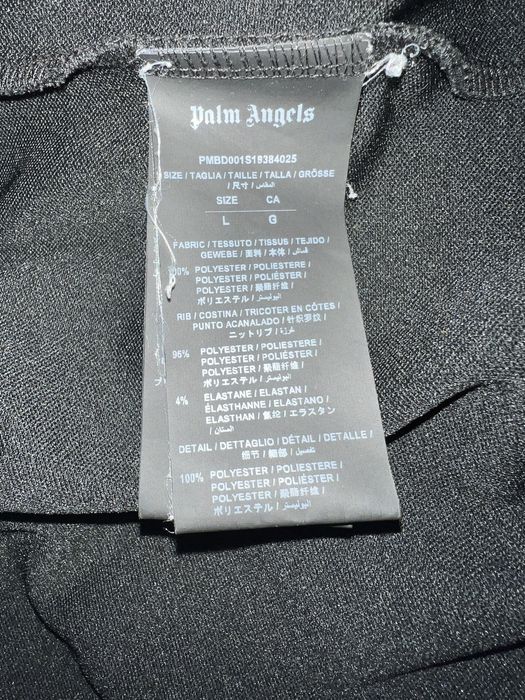 Palm Angels
PMBD001S18384025
SIZE / TAGLIA / TAILLE / TALLA / GRÖSSE
/ 尺寸 / المقاس
SIZE CA
L G
FABRIC / TESSUTO / TISSUS / TEJIDO /
GEWEBE / 面料 / 本体 / قماش
100% POLYESTER / POLIESTERE /
POLYESTER / POLIÉSTER /
POLYESTER / 聚酯纤维 /
ポリエステル / البوليستر
RIB / COSTINA / TRICOTER EN CÔTES /
PUNTO ACANALADO / 针织罗纹 /
ニットリブ / غرزة
96% POLYESTER / POLIESTERE /
POLYESTER / POLIÉSTER /
POLYESTER / 聚酯纤维 /
ポリエステル / البوليستر
4% ELASTANE / ELASTAN /
ÉLASTHANNE / ELASTANO /
ELASTHAN / 氨纶 / エラスタン
/ الاستان
DETAIL / DETTAGLIO / DÉTAIL / DETALLE /
细节 / 細部 / تفصيل
100% POLYESTER / POLIESTERE /
POLYESTER / POLIÉSTER /
POLYESTER / 聚酯纤维 /
ポリエステル / البوليستر